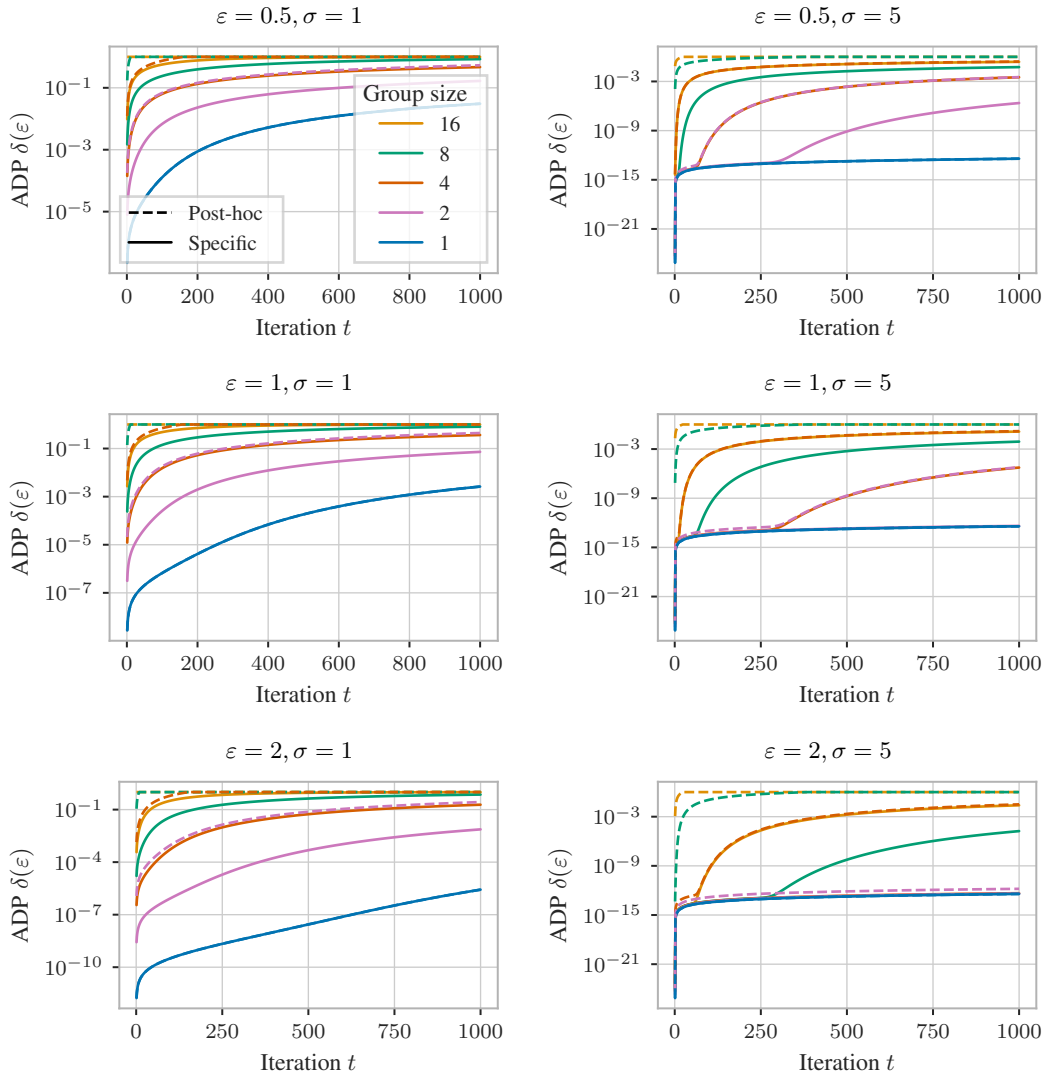 ε = 0.5, σ = 1
ADP δ(ε)
10⁻¹
10⁻³
10⁻⁵
Group size
16
8
4
2
1
Post-hoc
Specific
0 200 400 600 800 1000
Iteration t
ε = 0.5, σ = 5
ADP δ(ε)
10⁻³
10⁻⁹
10⁻¹⁵
10⁻²¹
0 250 500 750 1000
Iteration t
ε = 1, σ = 1
ADP δ(ε)
10⁻¹
10⁻³
10⁻⁵
10⁻⁷
0 200 400 600 800 1000
Iteration t
ε = 1, σ = 5
ADP δ(ε)
10⁻³
10⁻⁹
10⁻¹⁵
10⁻²¹
0 250 500 750 1000
Iteration t
ε = 2, σ = 1
ADP δ(ε)
10⁻¹
10⁻⁴
10⁻⁷
10⁻¹⁰
0 250 500 750 1000
Iteration t
ε = 2, σ = 5
ADP δ(ε)
10⁻³
10⁻⁹
10⁻¹⁵
10⁻²¹
0 250 500 750 1000
Iteration t